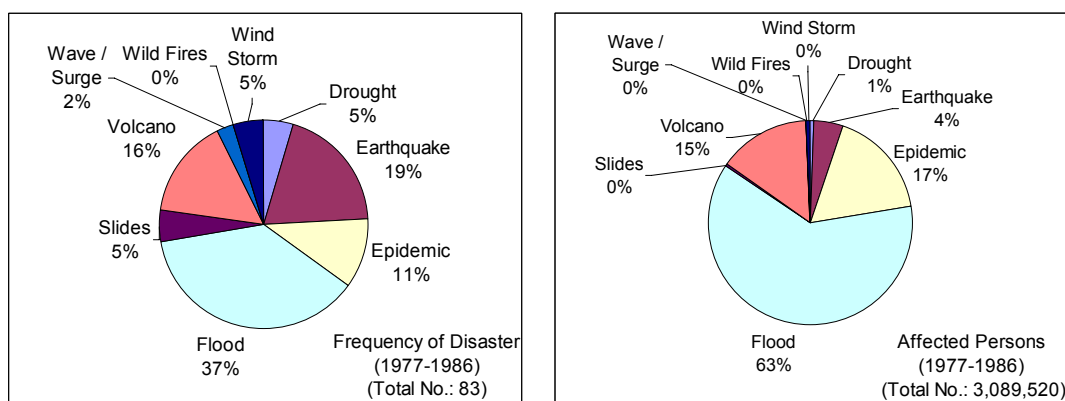 Wind
Storm
5%
Wild Fires
0%
Wave /
Surge
2%
Drought
5%
Volcano
16%
Earthquake
19%
Slides
5%
Epidemic
11%
Flood
37%
Frequency of Disaster
(1977-1986)
(Total No.: 83)
Wind Storm
0%
Wave /
Surge
0%
Wild Fires
0%
Drought
1%
Earthquake
4%
Volcano
15%
Epidemic
17%
Slides
0%
Flood
63%
Affected Persons
(1977-1986)
(Total No.: 3,089,520)